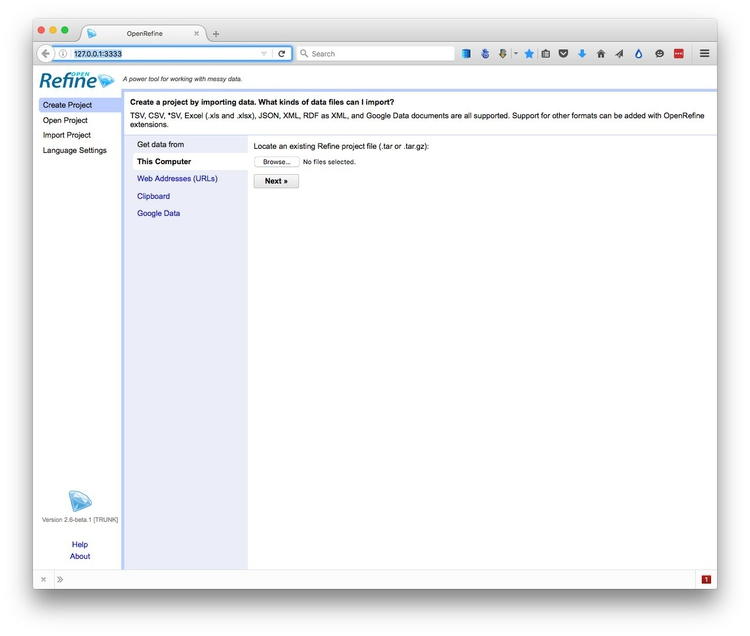 OpenRefine
127.0.0.1:3333
Search
OPEN
Refine
A power tool for working with messy data.
Create Project
Open Project
Import Project
Language Settings
Create a project by importing data. What kinds of data files can I import?
TSV, CSV, *SV, Excel (.xls and .xlsx), JSON, XML, RDF as XML, and Google Data documents are all supported. Support for other formats can be added with OpenRefine
extensions.
Get data from
This Computer
Web Addresses (URLs)
Clipboard
Google Data
Locate an existing Refine project file (.tar or .tar.gz):
Browse... No files selected.
Next »
Version 2.6-beta.1 [TRUNK]
Help
About
1